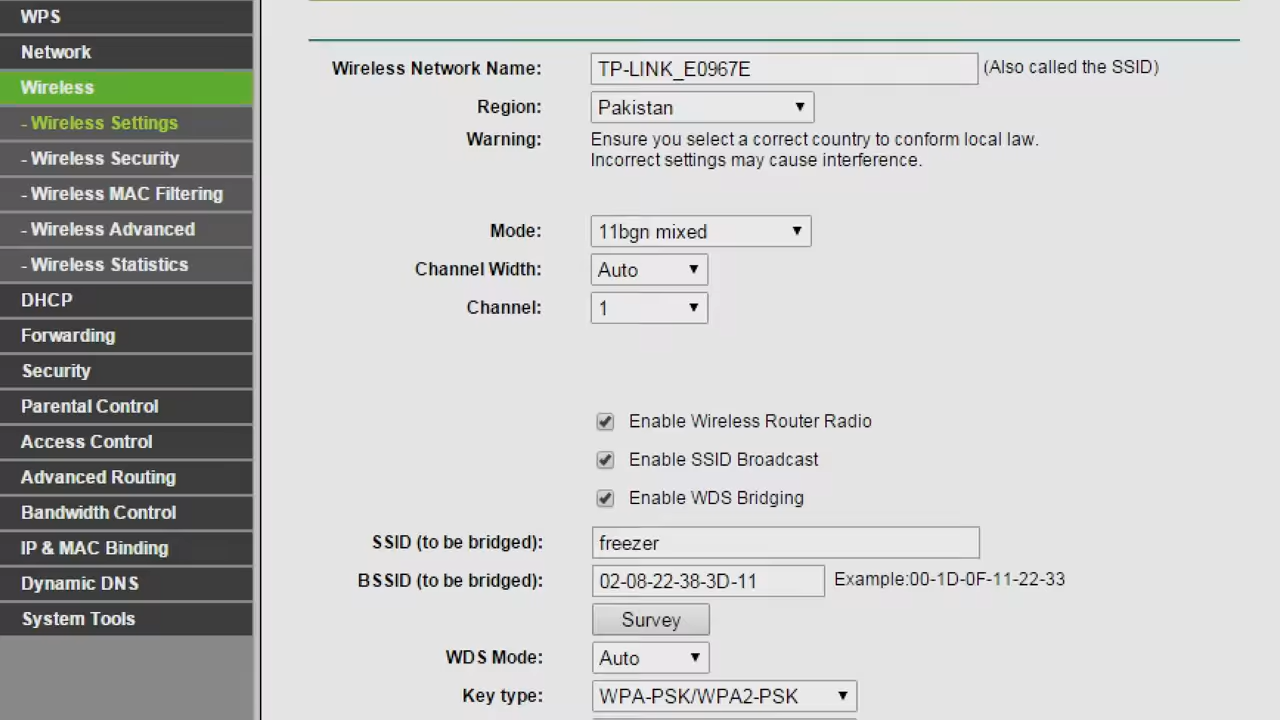 WPS
Network
Wireless
- Wireless Settings
- Wireless Security
- Wireless MAC Filtering
- Wireless Advanced
- Wireless Statistics
DHCP
Forwarding
Security
Parental Control
Access Control
Advanced Routing
Bandwidth Control
IP & MAC Binding
Dynamic DNS
System Tools
Wireless Network Name: TP-LINK_E0967E (Also called the SSID)
Region: Pakistan
Warning: Ensure you select a correct country to conform local law.
Incorrect settings may cause interference.
Mode: 11bgn mixed
Channel Width: Auto
Channel: 1
Enable Wireless Router Radio
Enable SSID Broadcast
Enable WDS Bridging
SSID (to be bridged): freezer
BSSID (to be bridged): 02-08-22-38-3D-11 Example:00-1D-0F-11-22-33
Survey
WDS Mode: Auto
Key type: WPA-PSK/WPA2-PSK